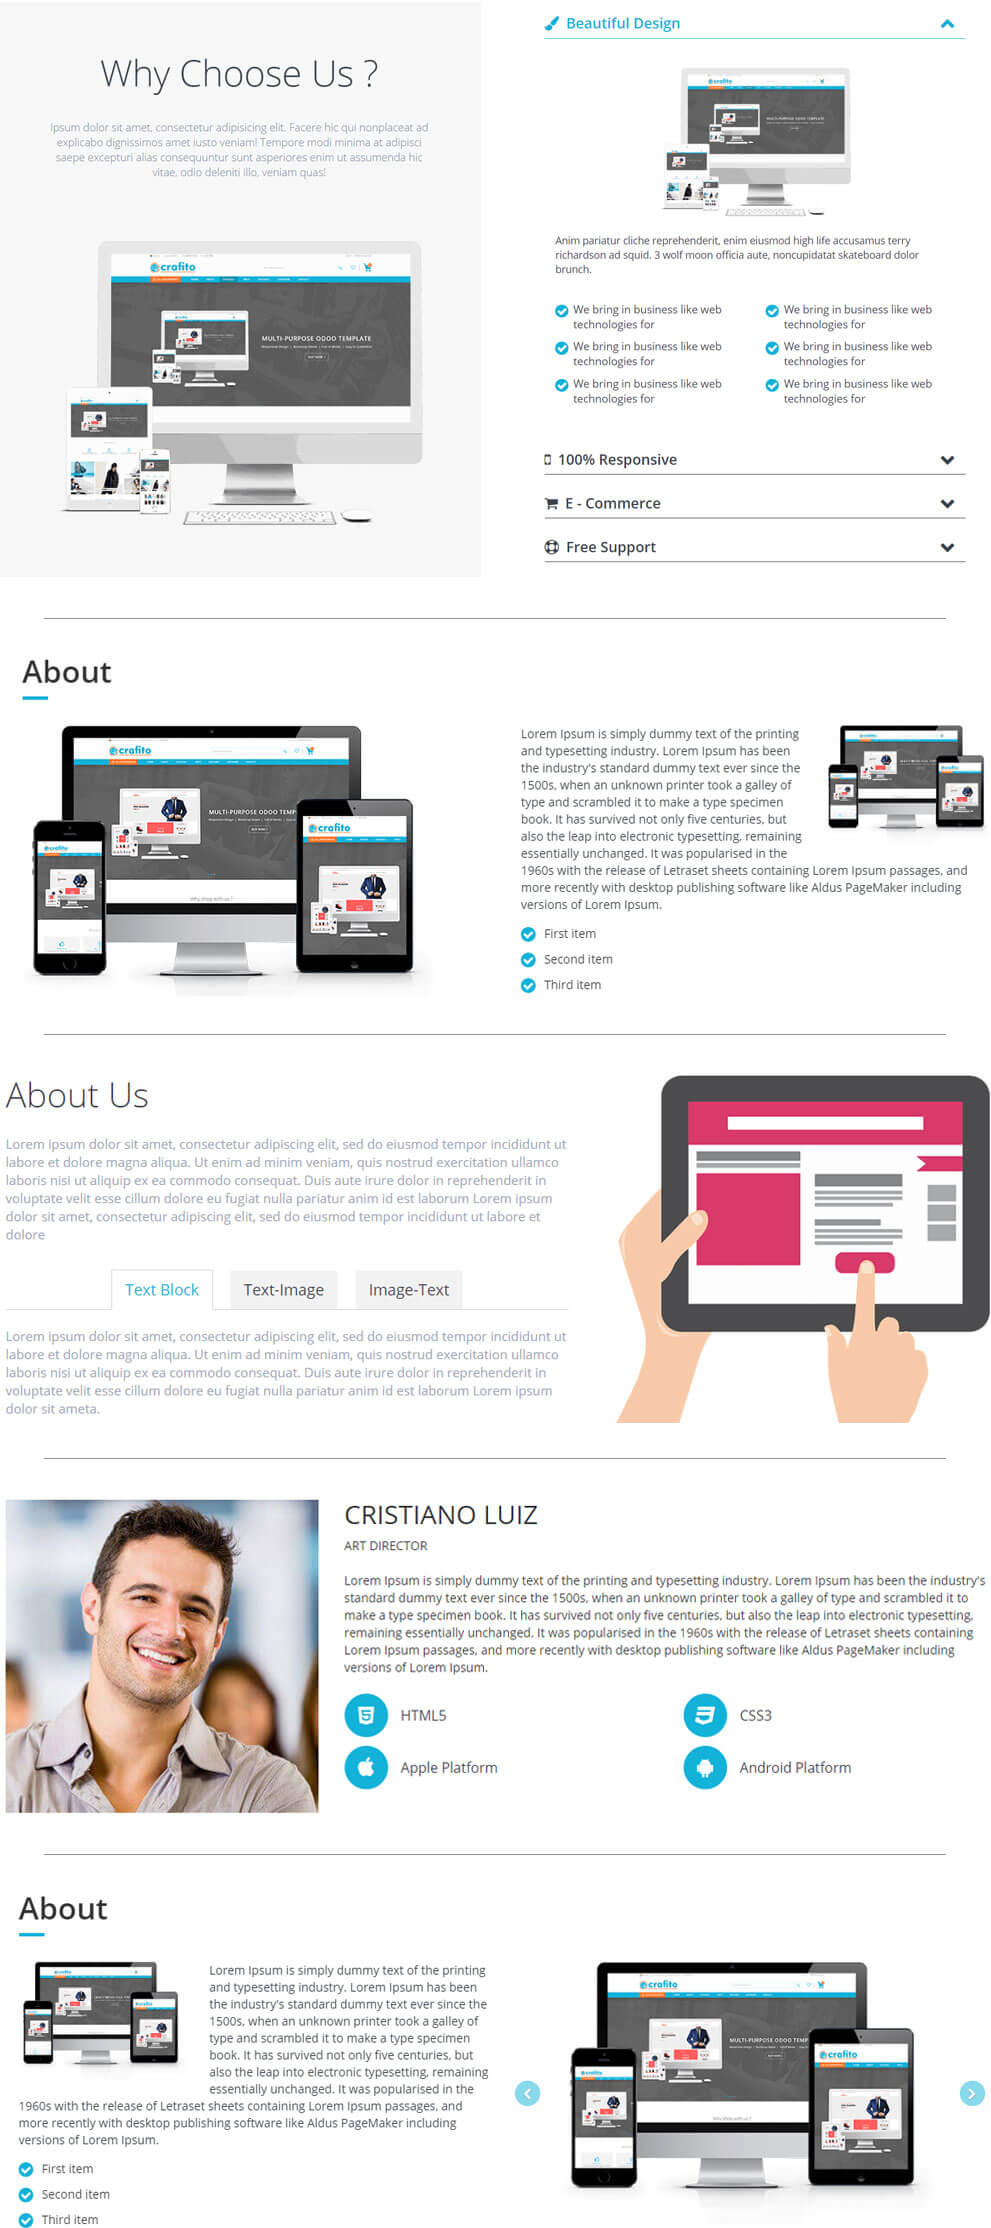 Why Choose Us ?
Ipsum dolor sit amet, consectetur adipisicing elit. Facere hic qui nonplaceat ad
explicabo dignissimos amet iusto veniam! Tempore modi minima at adipisci
saepe excepturi alias consequuntur sunt asperiores enim ut assumenda hic
vitae, odio deleniti illo, veniam quas!
crafito
MULTI-PURPOSE ODOO TEMPLATE
Beautiful Design
crafito
MULTI-PURPOSE ODOO TEMPLATE
Anim pariatur cliche reprehenderit, enim eiusmod high life accusamus terry
richardson ad squid. 3 wolf moon officia aute, noncupidatat skateboard dolor
brunch.
We bring in business like web
technologies for
We bring in business like web
technologies for
We bring in business like web
technologies for
We bring in business like web
technologies for
We bring in business like web
technologies for
We bring in business like web
technologies for
100% Responsive
E - Commerce
Free Support
About
crafito
MULTI-PURPOSE ODOO TEMP
Why shop with us ?
crafito
crafito
Lorem Ipsum is simply dummy text of the printing
and typesetting industry. Lorem Ipsum has been
the industry's standard dummy text ever since the
1500s, when an unknown printer took a galley of
type and scrambled it to make a type specimen
book. It has survived not only five centuries, but
also the leap into electronic typesetting, remaining
essentially unchanged. It was popularised in the
1960s with the release of Letraset sheets containing Lorem Ipsum passages, and
more recently with desktop publishing software like Aldus PageMaker including
versions of Lorem Ipsum.
First item
Second item
Third item
About Us
Lorem ipsum dolor sit amet, consectetur adipiscing elit, sed do eiusmod tempor incididunt ut
labore et dolore magna aliqua. Ut enim ad minim veniam, quis nostrud exercitation ullamco
laboris nisi ut aliquip ex ea commodo consequat. Duis aute irure dolor in reprehenderit in
voluptate velit esse cillum dolore eu fugiat nulla pariatur anim id est laborum Lorem ipsum
dolor sit amet, consectetur adipiscing elit, sed do eiusmod tempor incididunt ut labore et
dolore
Text Block
Text-Image
Image-Text
Lorem ipsum dolor sit amet, consectetur adipiscing elit, sed do eiusmod tempor incididunt ut
labore et dolore magna aliqua. Ut enim ad minim veniam, quis nostrud exercitation ullamco
laboris nisi ut aliquip ex ea commodo consequat. Duis aute irure dolor in reprehenderit in
voluptate velit esse cillum dolore eu fugiat nulla pariatur anim id est laborum Lorem ipsum
dolor sit ameta.
CRISTIANO LUIZ
ART DIRECTOR
Lorem Ipsum is simply dummy text of the printing and typesetting industry. Lorem Ipsum has been the industry's
standard dummy text ever since the 1500s, when an unknown printer took a galley of type and scrambled it to
make a type specimen book. It has survived not only five centuries, but also the leap into electronic typesetting,
remaining essentially unchanged. It was popularised in the 1960s with the release of Letraset sheets containing
Lorem Ipsum passages, and more recently with desktop publishing software like Aldus PageMaker including
versions of Lorem Ipsum.
HTML5
CSS3
Apple Platform
Android Platform
About
Lorem Ipsum is simply dummy text of the printing
and typesetting industry. Lorem Ipsum has been
the industry's standard dummy text ever since the
1500s, when an unknown printer took a galley of
type and scrambled it to make a type specimen
book. It has survived not only five centuries, but
also the leap into electronic typesetting, remaining
essentially unchanged. It was popularised in the
1960s with the release of Letraset sheets containing Lorem Ipsum passages, and
more recently with desktop publishing software like Aldus PageMaker including
versions of Lorem Ipsum.
First item
Second item
Third item
crafito
MULTI-PURPOSE ODOO TEMP
Why shop with us ?
crafito
crafito